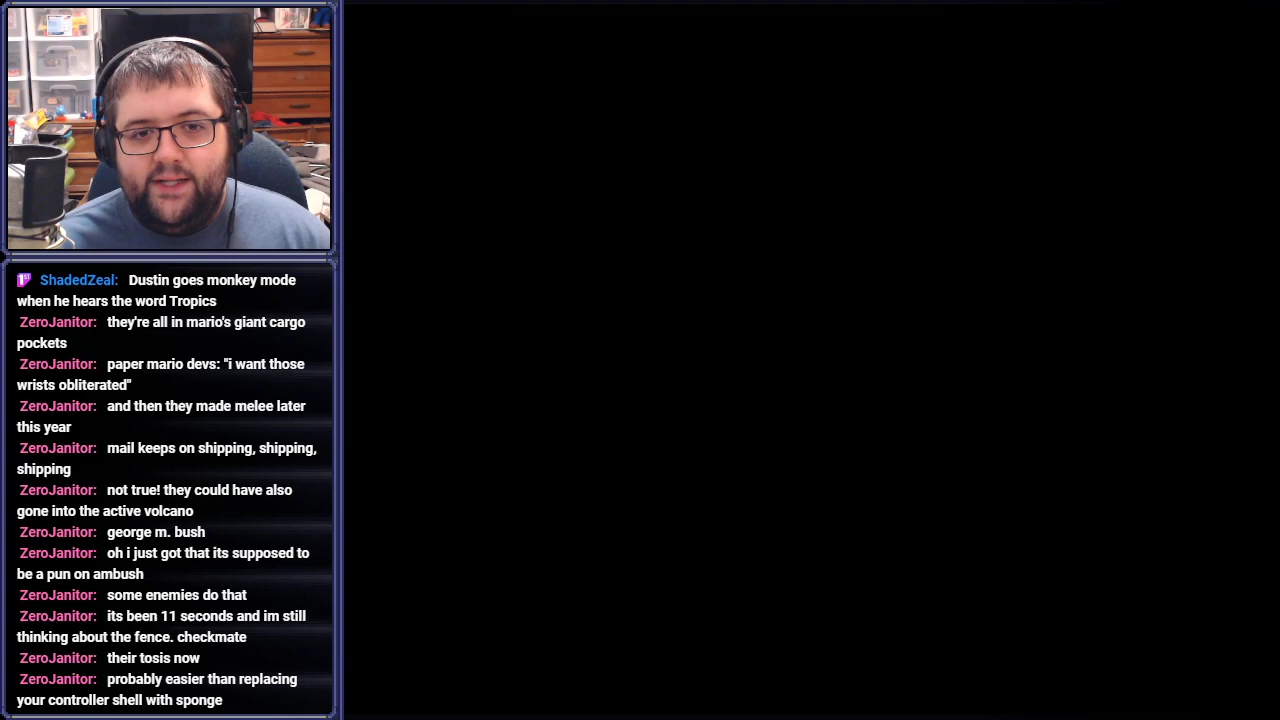 ShadedZeal: Dustin goes monkey mode
when he hears the word Tropics
ZeroJanitor: they're all in mario's giant cargo
pockets
ZeroJanitor: paper mario devs: "i want those
wrists obliterated"
ZeroJanitor: and then they made melee later
this year
ZeroJanitor: mail keeps on shipping, shipping,
shipping
ZeroJanitor: not true! they could have also
gone into the active volcano
ZeroJanitor: george m. bush
ZeroJanitor: oh i just got that its supposed to
be a pun on ambush
ZeroJanitor: some enemies do that
ZeroJanitor: its been 11 seconds and im still
thinking about the fence. checkmate
ZeroJanitor: their tosis now
ZeroJanitor: probably easier than replacing
your controller shell with sponge